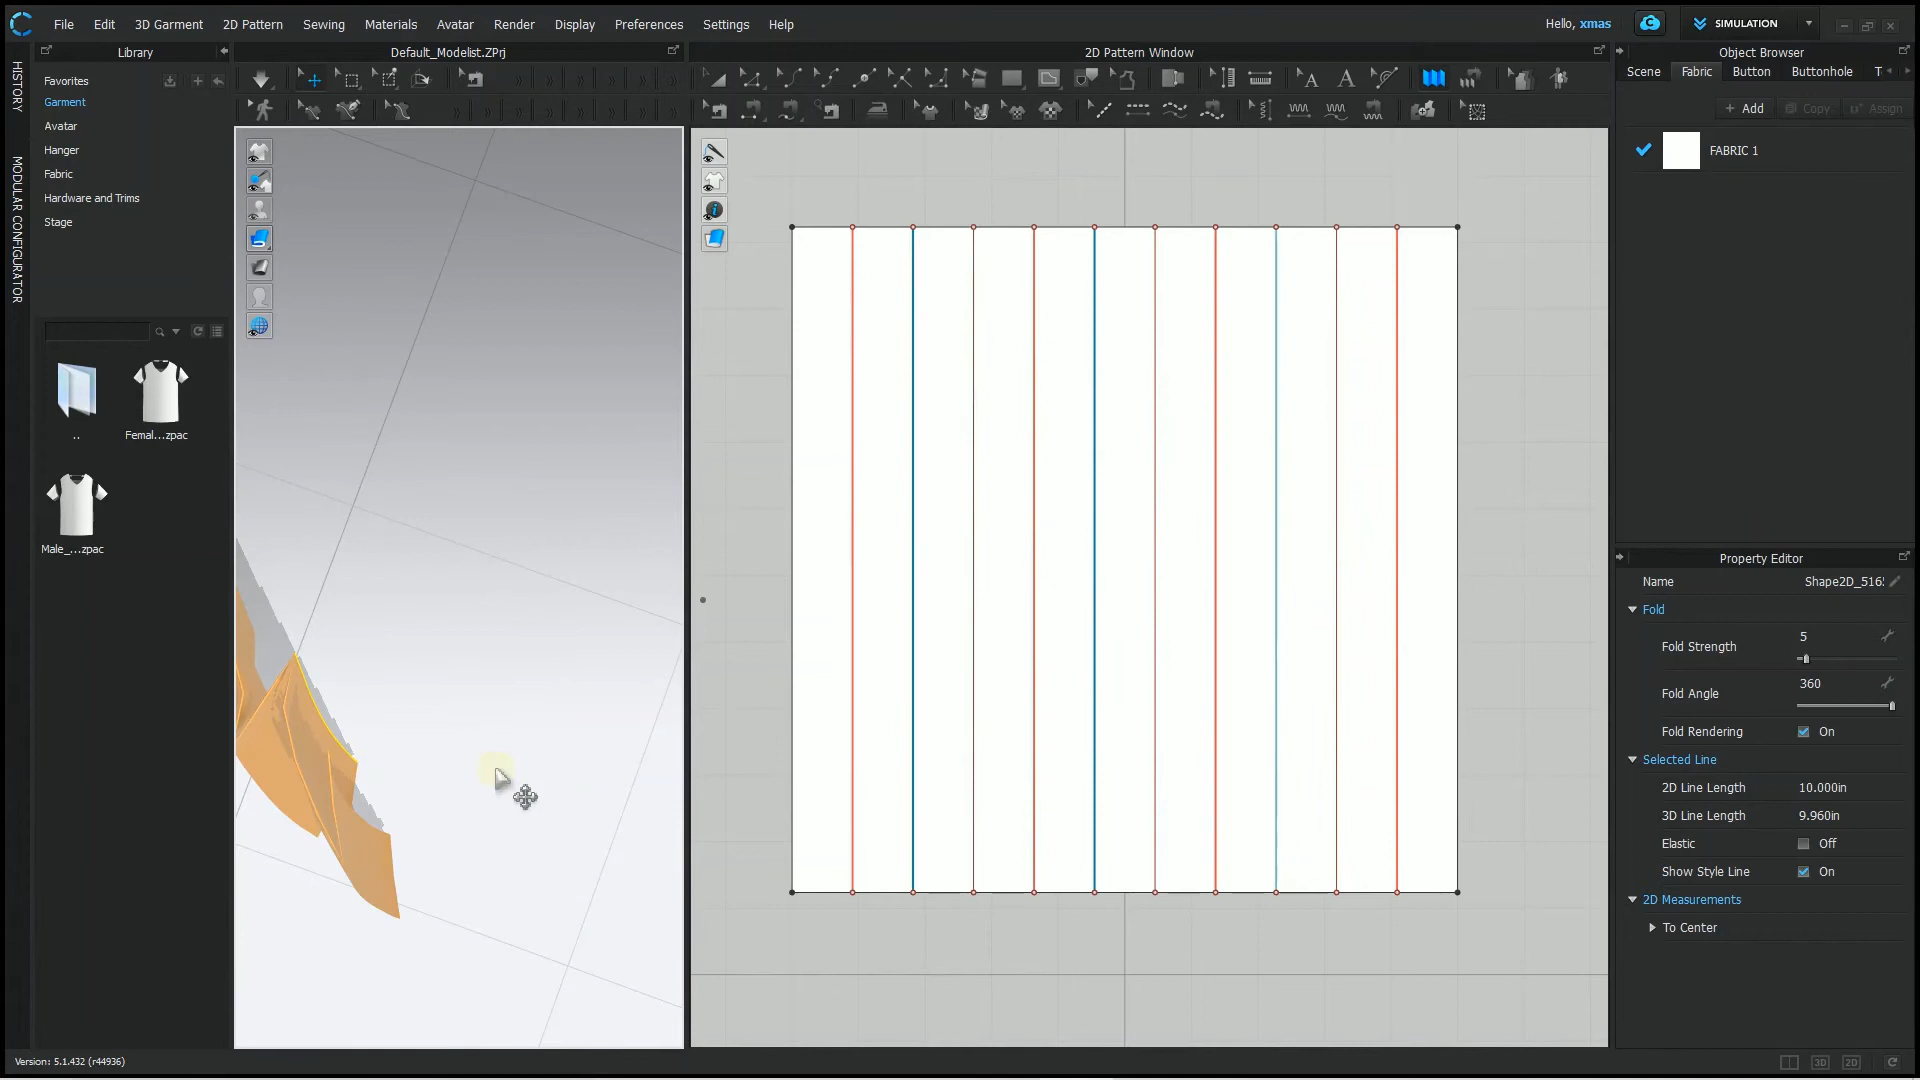 File Edit 3D Garment 2D Pattern Sewing Materials Avatar Render Display Preferences Settings Help
Hello, xmas
SIMULATION
Library
Default_Modelist.ZPrj
2D Pattern Window
Object Browser
HISTORY
MODULAR CONFIGURATOR
Favorites
Garment
Avatar
Hanger
Fabric
Hardware and Trims
Stage
..
Femal...zpac
Male_...zpac
Scene Fabric Button Buttonhole T
+ Add Copy Assign
FABRIC 1
Property Editor
Name Shape2D_516
Fold
Fold Strength 5
Fold Angle 360
Fold Rendering On
Selected Line
2D Line Length 10.000in
3D Line Length 9.960in
Elastic Off
Show Style Line On
2D Measurements
To Center
Version: 5.1.432 (r44936)
3D 2D